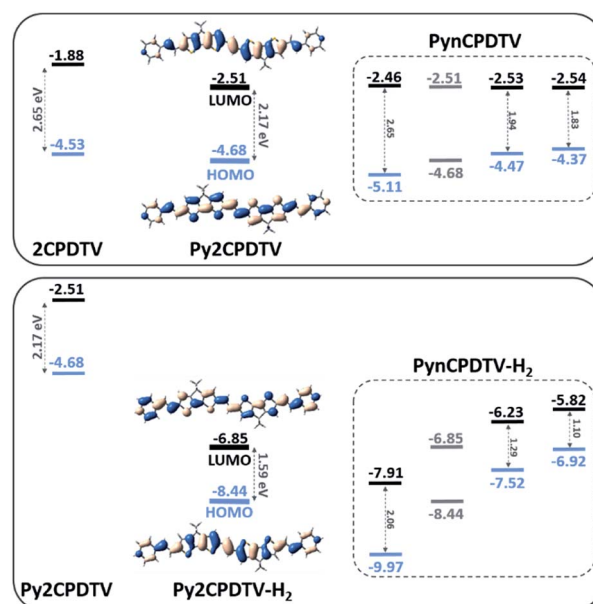 PynCPDTV
-1.88
2.65 eV
-4.53
2CPDTV
-2.51
LUMO
2.17 eV
-4.68
HOMO
Py2CPDTV
-2.46
2.65
-5.11
-2.51
-4.68
-2.53
1.94
-4.47
-2.54
1.83
-4.37
-2.51
2.17 eV
-4.68
Py2CPDTV
-6.85
LUMO
1.59 eV
-8.44
HOMO
Py2CPDTV-H₂
PynCPDTV-H₂
-7.91
2.06
-9.97
-6.85
-8.44
-6.23
1.29
-7.52
-5.82
1.10
-6.92